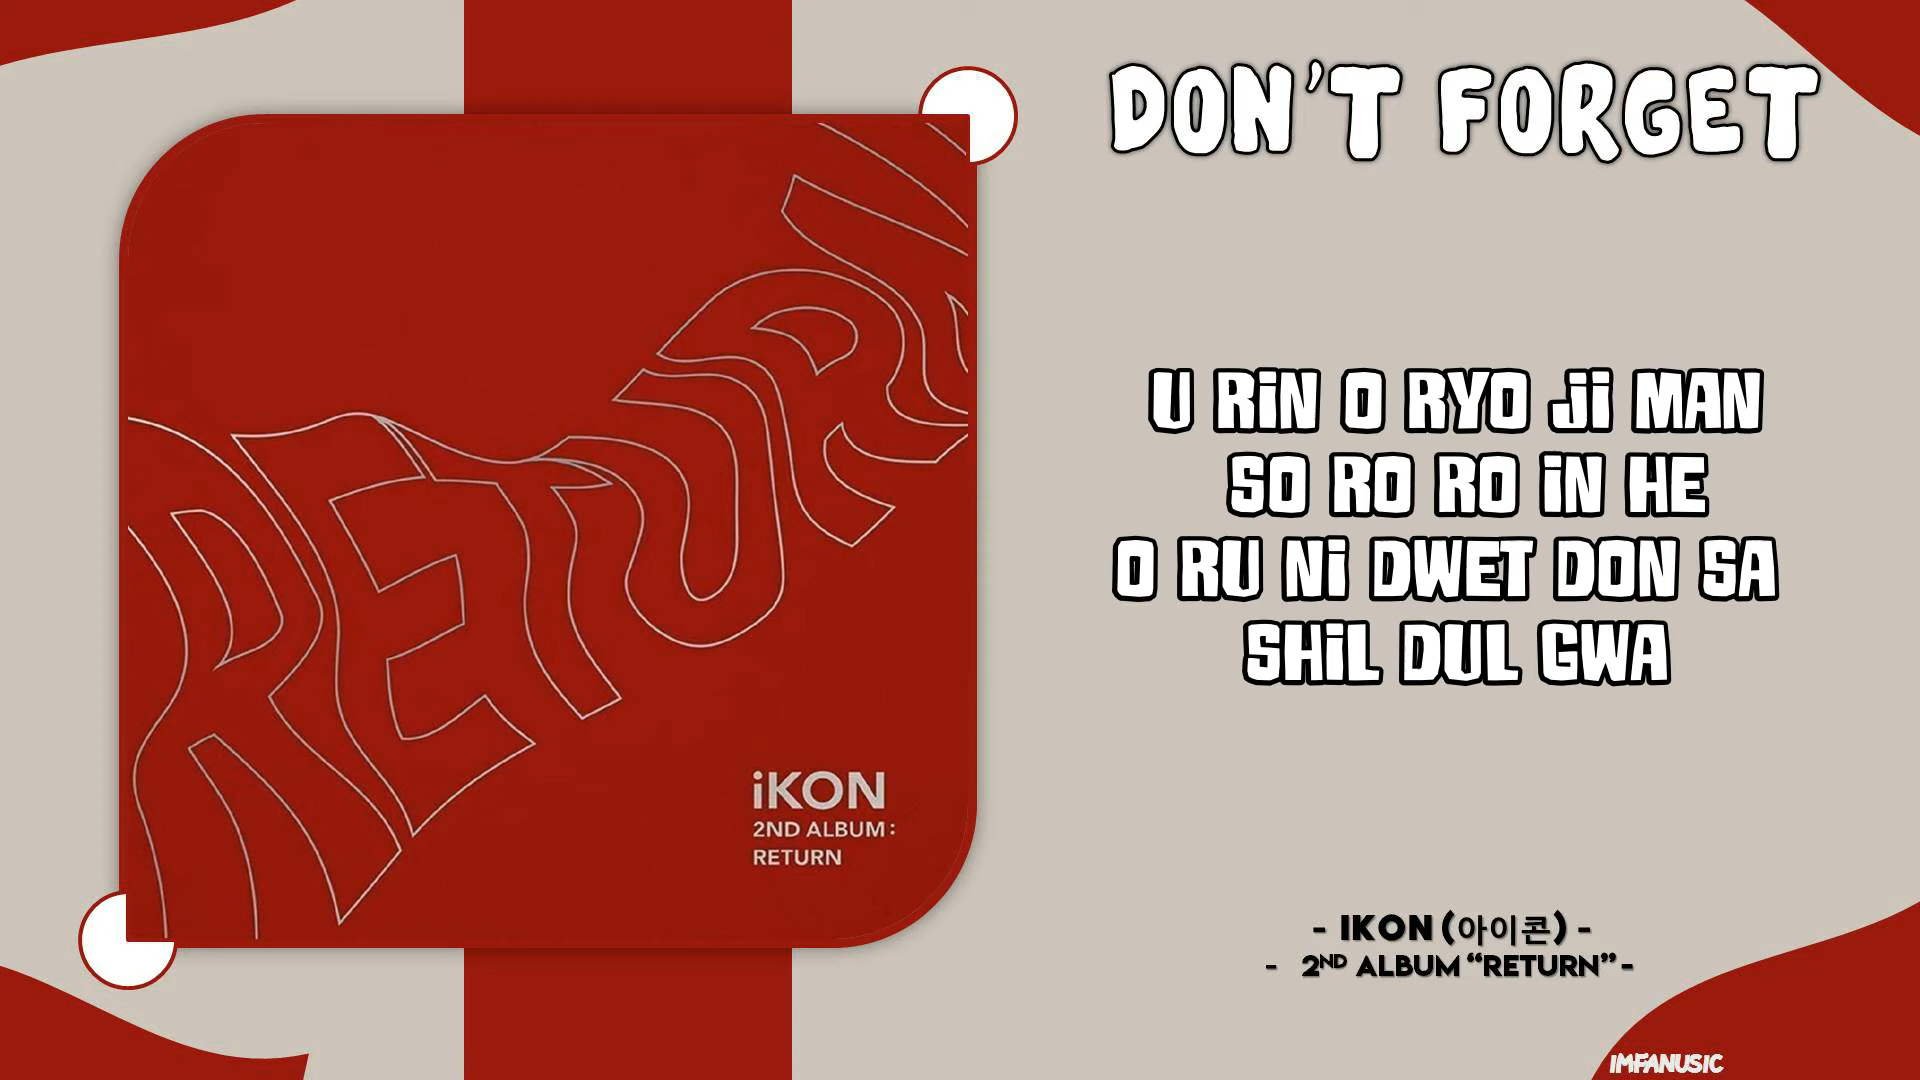 RETURN
iKON
2ND ALBUM:
RETURN
DON'T FORGET
U RiN O RYO Ji MAN
SO RO RO iN HE
O RU Ni DWET DON SA
SHiL DUL GWA
- IKON (아이콘) -
- 2ND ALBUM “RETURN” -
IMFANUSIC